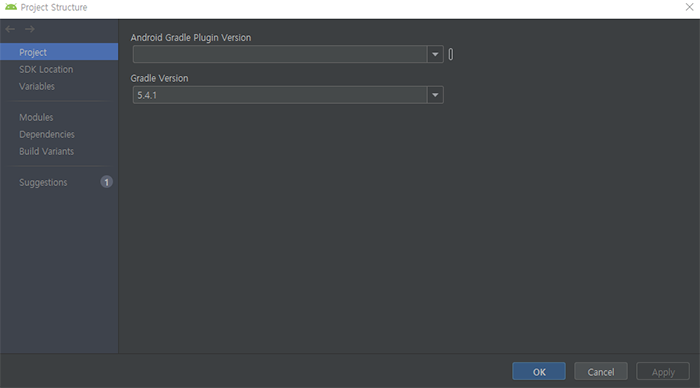 Project Structure
Project
SDK Location
Variables
Modules
Dependencies
Build Variants
Suggestions 1
Android Gradle Plugin Version
Gradle Version
5.4.1
OK Cancel Apply